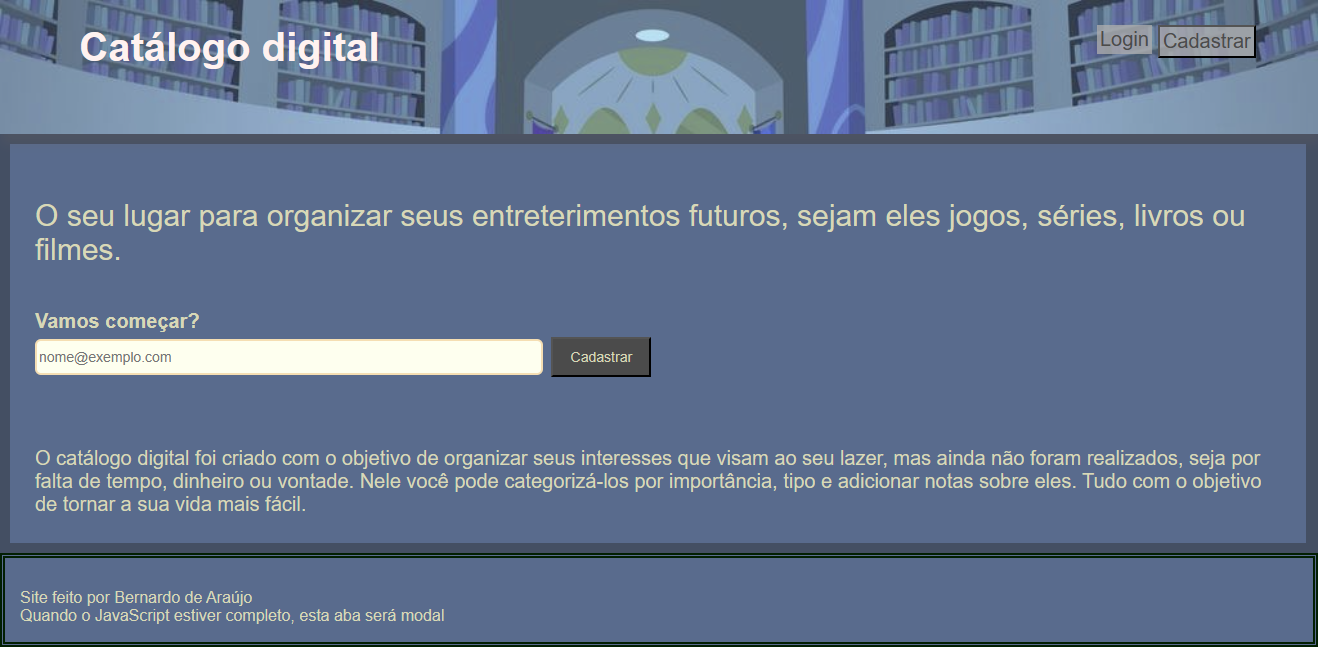 Catálogo digital
Login
Cadastrar
O seu lugar para organizar seus entreterimentos futuros, sejam eles jogos, séries, livros ou
filmes.
Vamos começar?
nome@exemplo.com
Cadastrar
O catálogo digital foi criado com o objetivo de organizar seus interesses que visam ao seu lazer, mas ainda não foram realizados, seja por
falta de tempo, dinheiro ou vontade. Nele você pode categorizá-los por importância, tipo e adicionar notas sobre eles. Tudo com o objetivo
de tornar a sua vida mais fácil.
Site feito por Bernardo de Araújo
Quando o JavaScript estiver completo, esta aba será modal